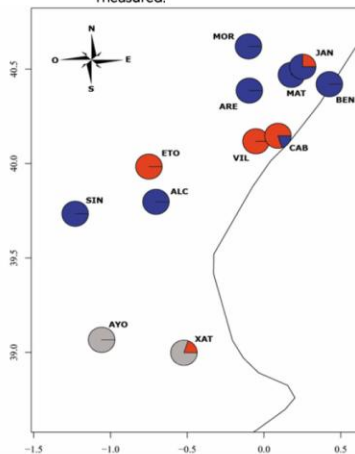 measured.
N
O E
S
MOR
JAN
MAT
BEN
ARE
ETO
VIL
CAB
SIN
ALC
AYO
XAT
40.5
40.0
39.5
39.0
−1.5 −1.0 −0.5 0.0 0.5